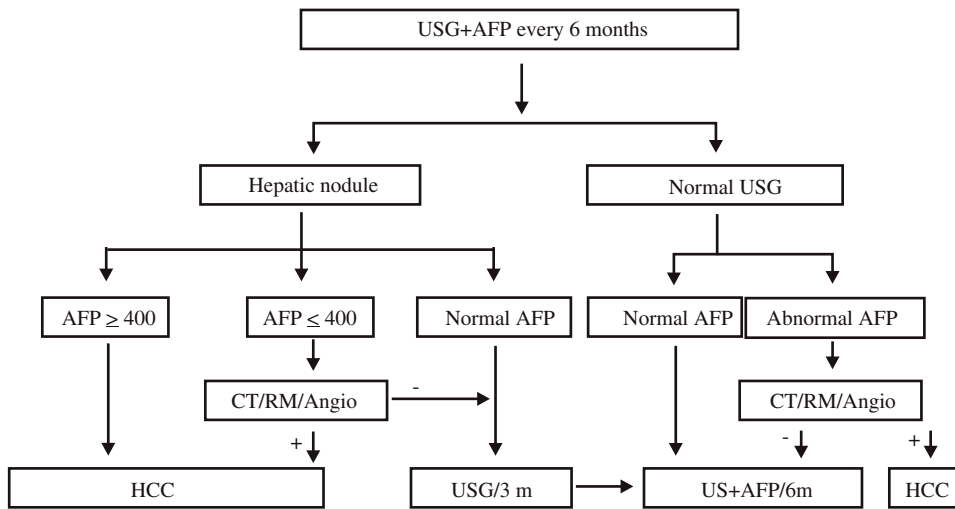 USG+AFP every 6 months
Hepatic nodule
Normal USG
AFP ≥ 400
AFP ≤ 400
Normal AFP
Normal AFP
Abnormal AFP
CT/RM/Angio
-
CT/RM/Angio
+
-
+
HCC
USG/3 m
US+AFP/6m
HCC